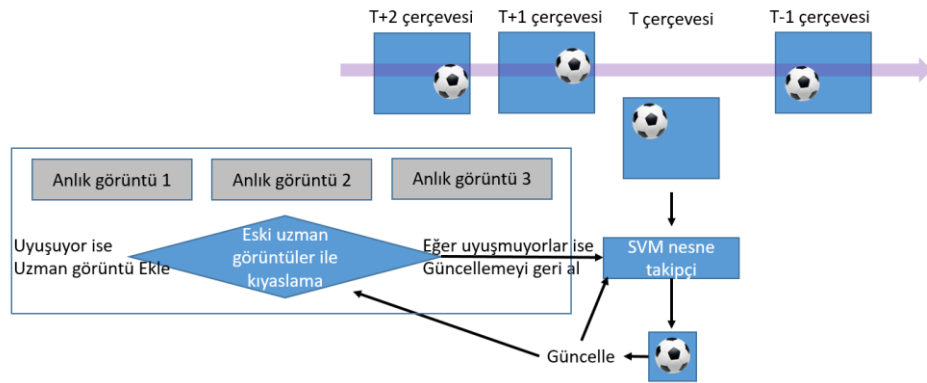 T+2 çerçevesi
T+1 çerçevesi
T çerçevesi
T-1 çerçevesi
Anlık görüntü 1
Anlık görüntü 2
Anlık görüntü 3
Uyuşuyor ise
Uzman görüntü Ekle
Eski uzman
görüntüler ile
kıyaslama
Eğer uyuşmuyorlar ise
Güncellemeyi geri al
SVM nesne
takipçi
Güncelle